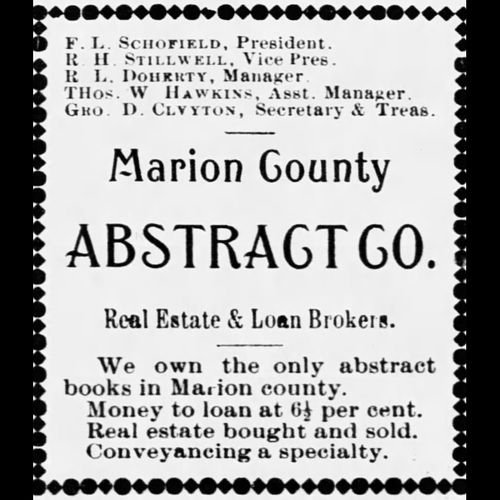 F. L. SCHOFIELD, President.
R. H. STILLWELL, Vice Pres.
R. L. DOHERTY, Manager
THOS. W HAWKINS, Asst. Manager.
GEO. D. CLAYTON, Secretary & Treas.
Marion County
ABSTRACT CO.
Real Estate & Loan Brokers.
We own the only abstract
books in Marion county.
Money to loan at 6½ per cent.
Real estate bought and sold.
Conveyancing a specialty.